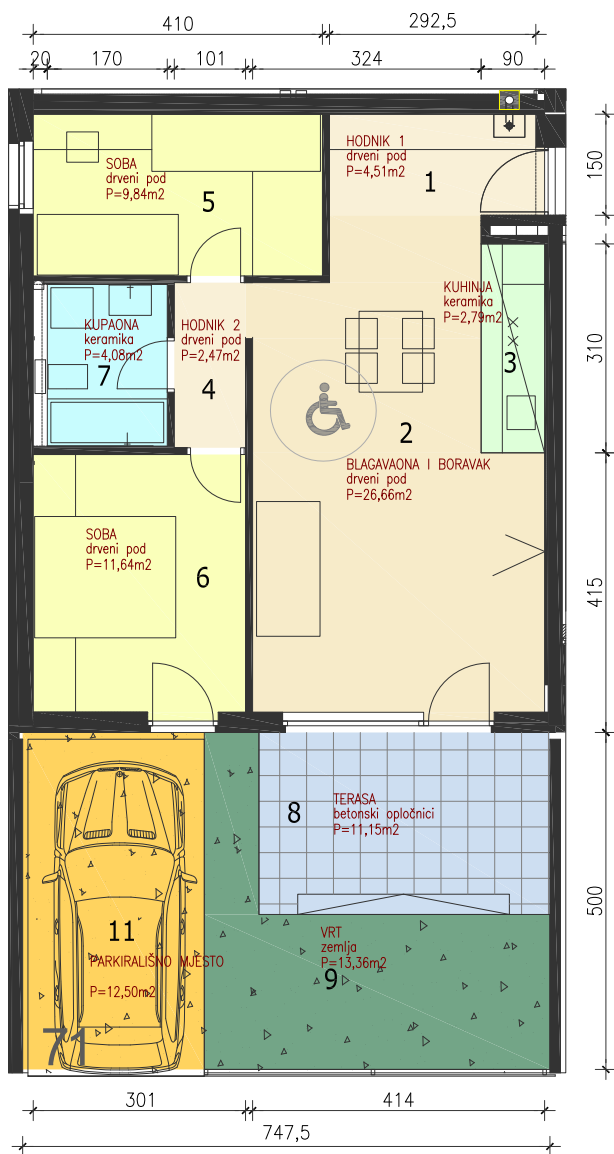 410
292,5
20
170
101
324
90
150
HODNIK 1
drveni pod
P=4,51m2
1
SOBA
drveni pod
P=9,84m2
5
KUHINJA
keramika
P=2,79m2
3
310
KUPAONA
keramika
P=4,08m2
7
HODNIK 2
drveni pod
P=2,47m2
4
2
BLAGAVAONA I BORAVAK
drveni pod
P=26,66m2
SOBA
drveni pod
P=11,64m2
6
415
8
TERASA
betonski opločnici
P=11,15m2
500
11
PARKIRALIŠNO MJESTO
P=12,50m2
VRT
zemlja
P=13,36m2
9
71
301
414
747,5